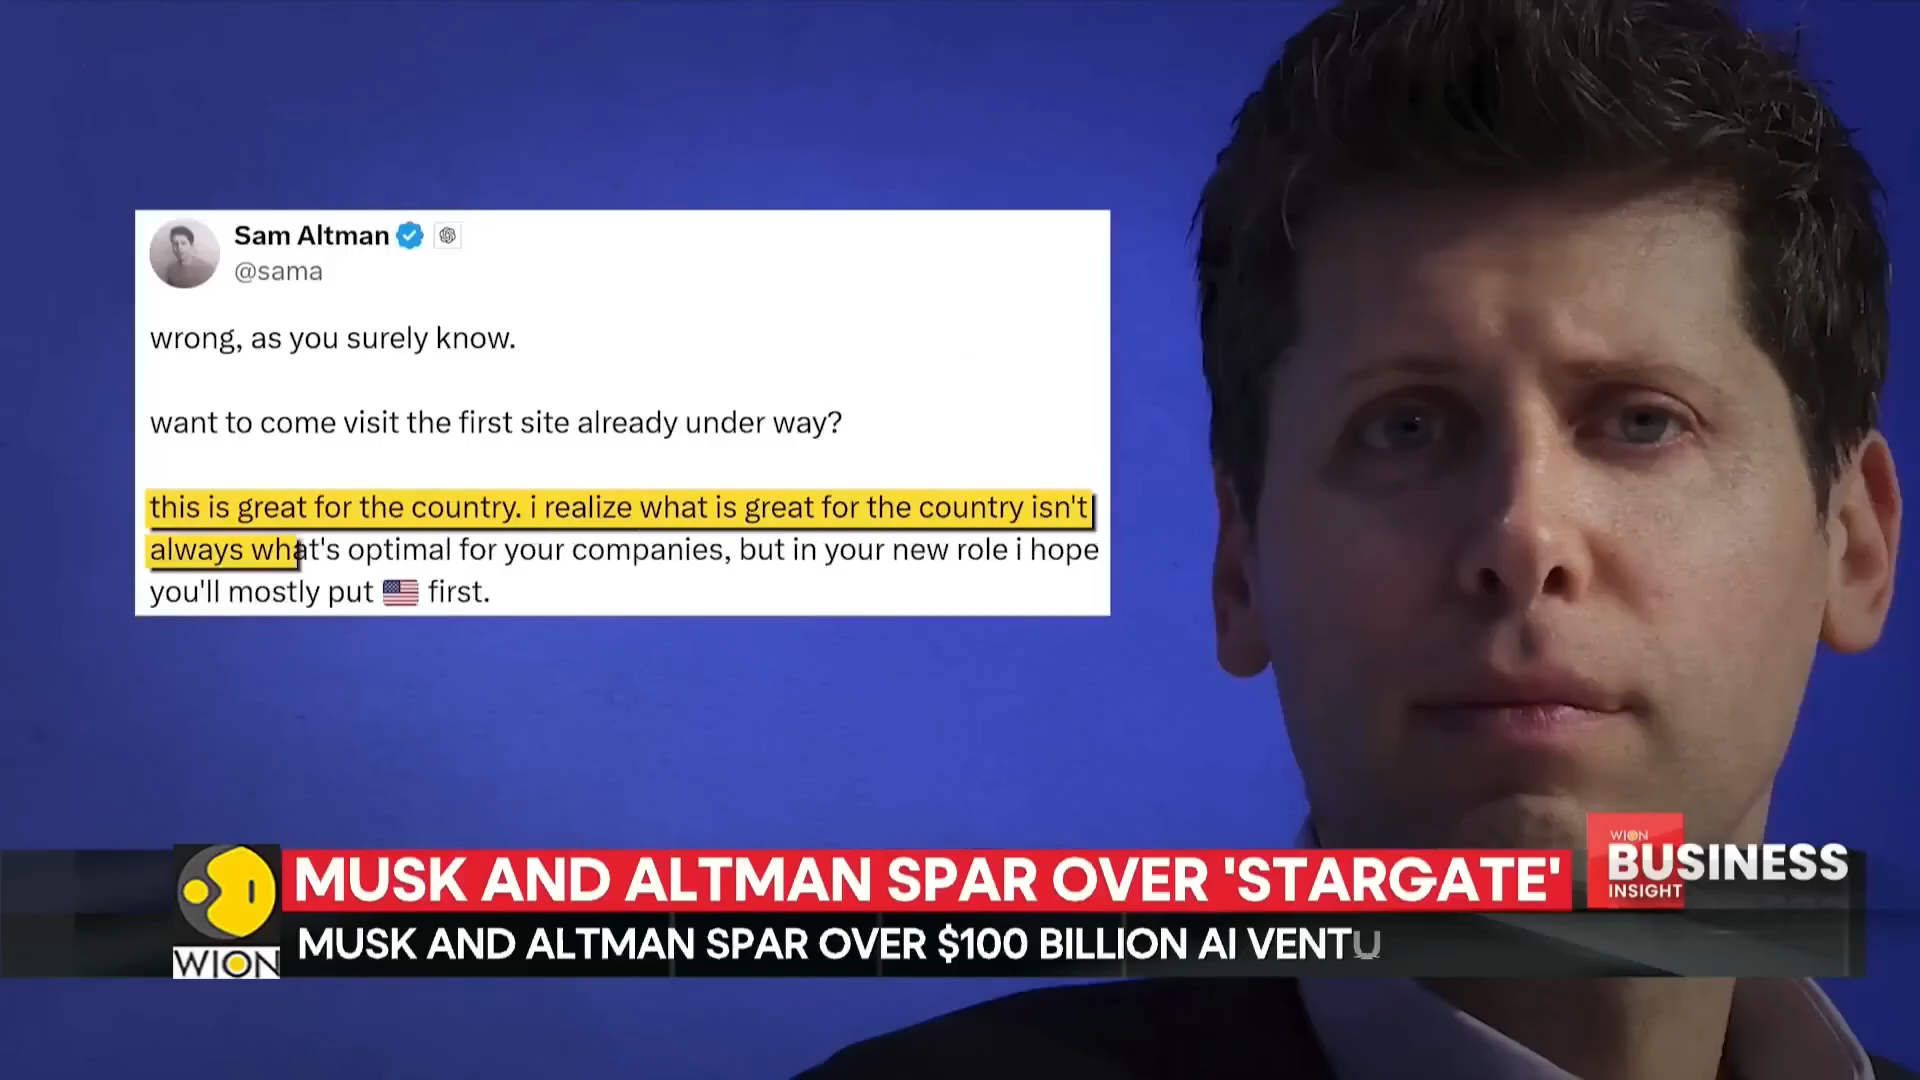 Sam Altman
@sama
wrong, as you surely know.
want to come visit the first site already under way?
this is great for the country. i realize what is great for the country isn't
always what's optimal for your companies, but in your new role i hope
you'll mostly put 🇺🇸 first.
WION
BUSINESS
INSIGHT
MUSK AND ALTMAN SPAR OVER 'STARGATE'
MUSK AND ALTMAN SPAR OVER $100 BILLION AI VENTU
WION